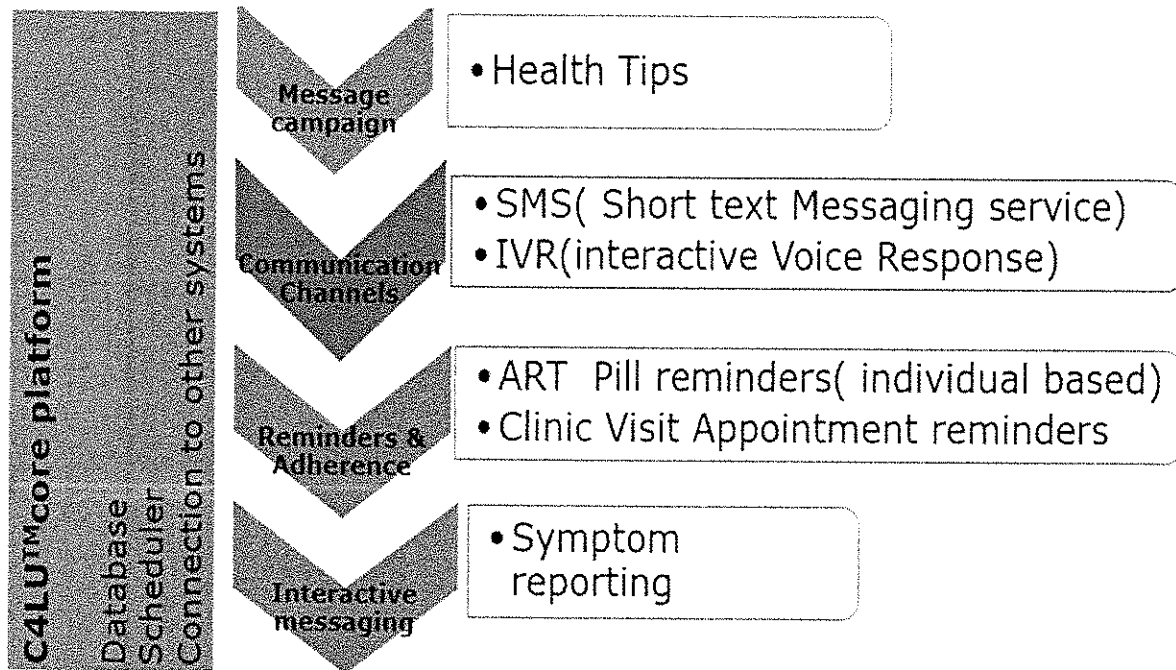 C4LU™core platform
Database
Scheduler
Connection to other systems
Message
campaign
•Health Tips
Communication
Channels
•SMS( Short text Messaging service)
•IVR(interactive Voice Response)
Reminders &
Adherence
•ART Pill reminders( individual based)
•Clinic Visit Appointment reminders
Interactive
messaging
•Symptom
reporting